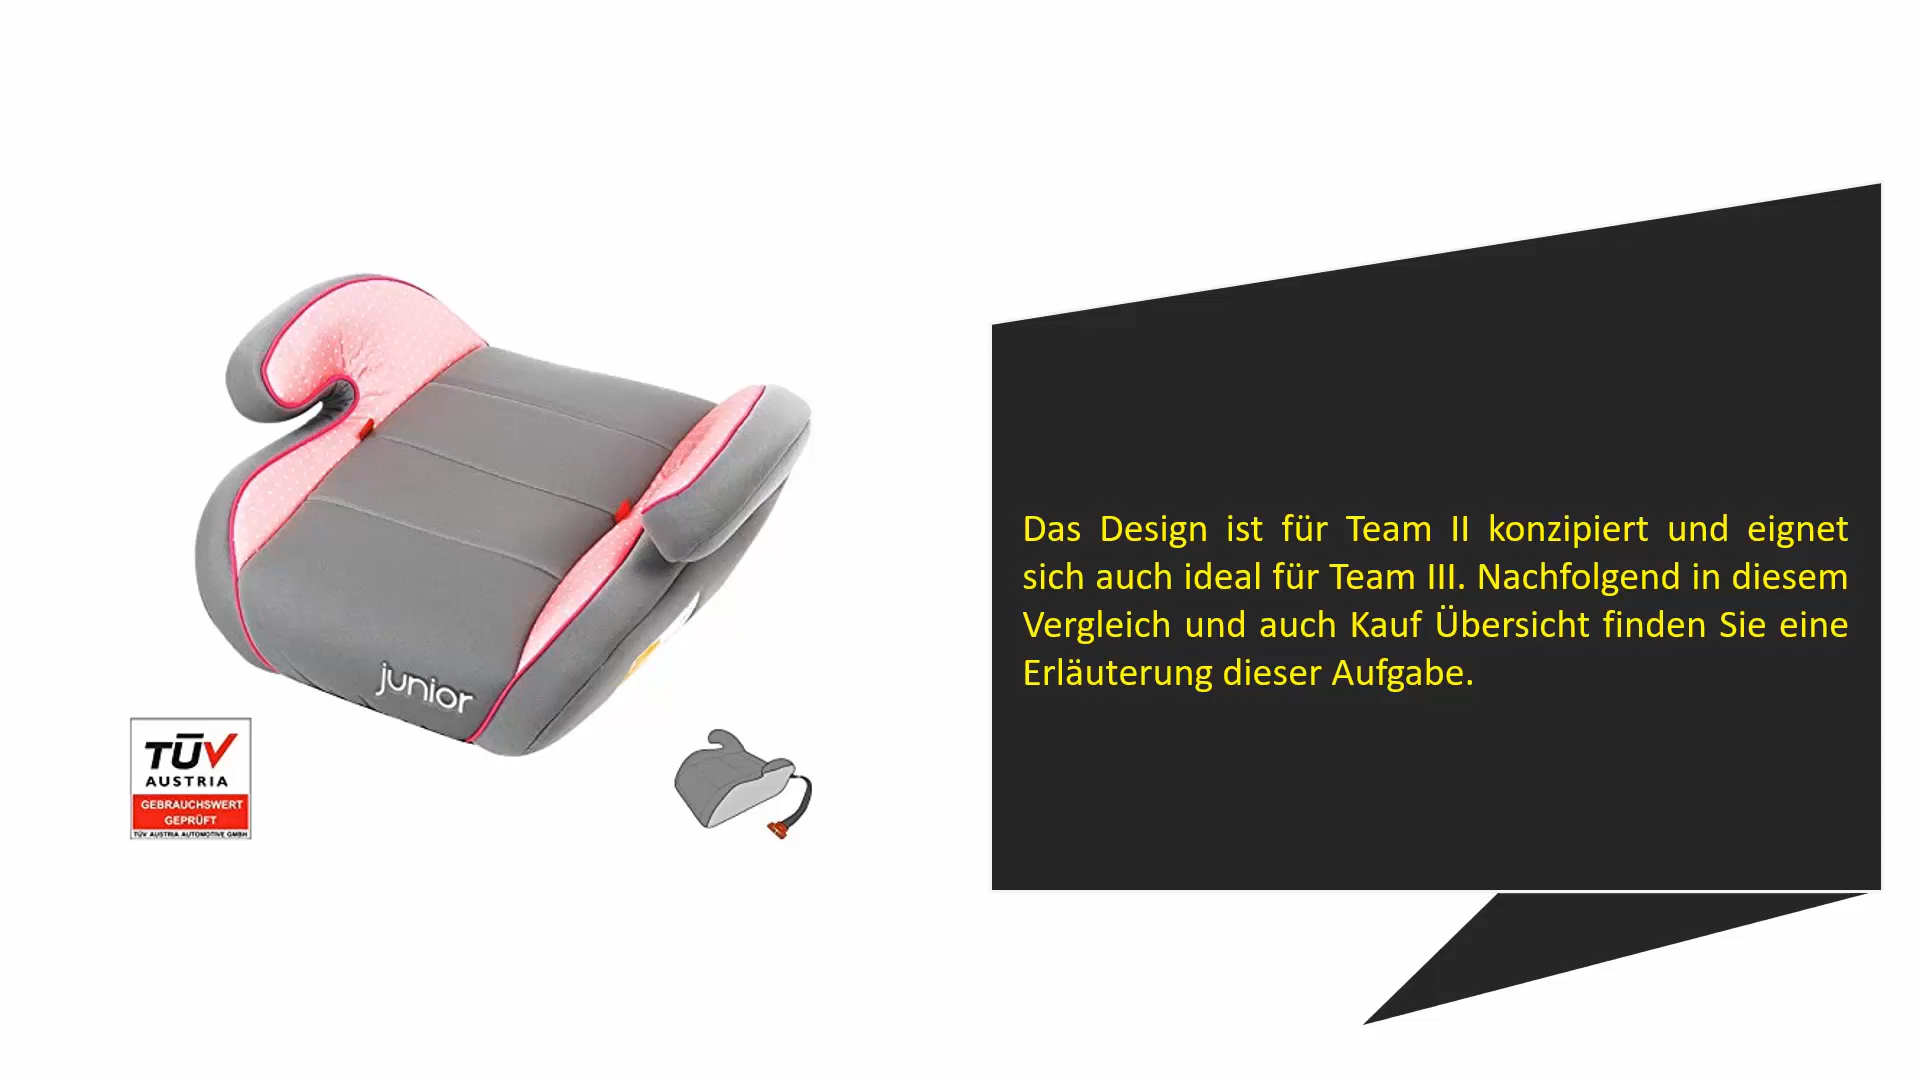 junior
TÜV
AUSTRIA
GEBRAUCHSWERT
GEPRÜFT
TÜV AUSTRIA AUTOMOTIVE GMBH
Das Design ist für Team II konzipiert und eignet
sich auch ideal für Team III. Nachfolgend in diesem
Vergleich und auch Kauf Übersicht finden Sie eine
Erläuterung dieser Aufgabe.